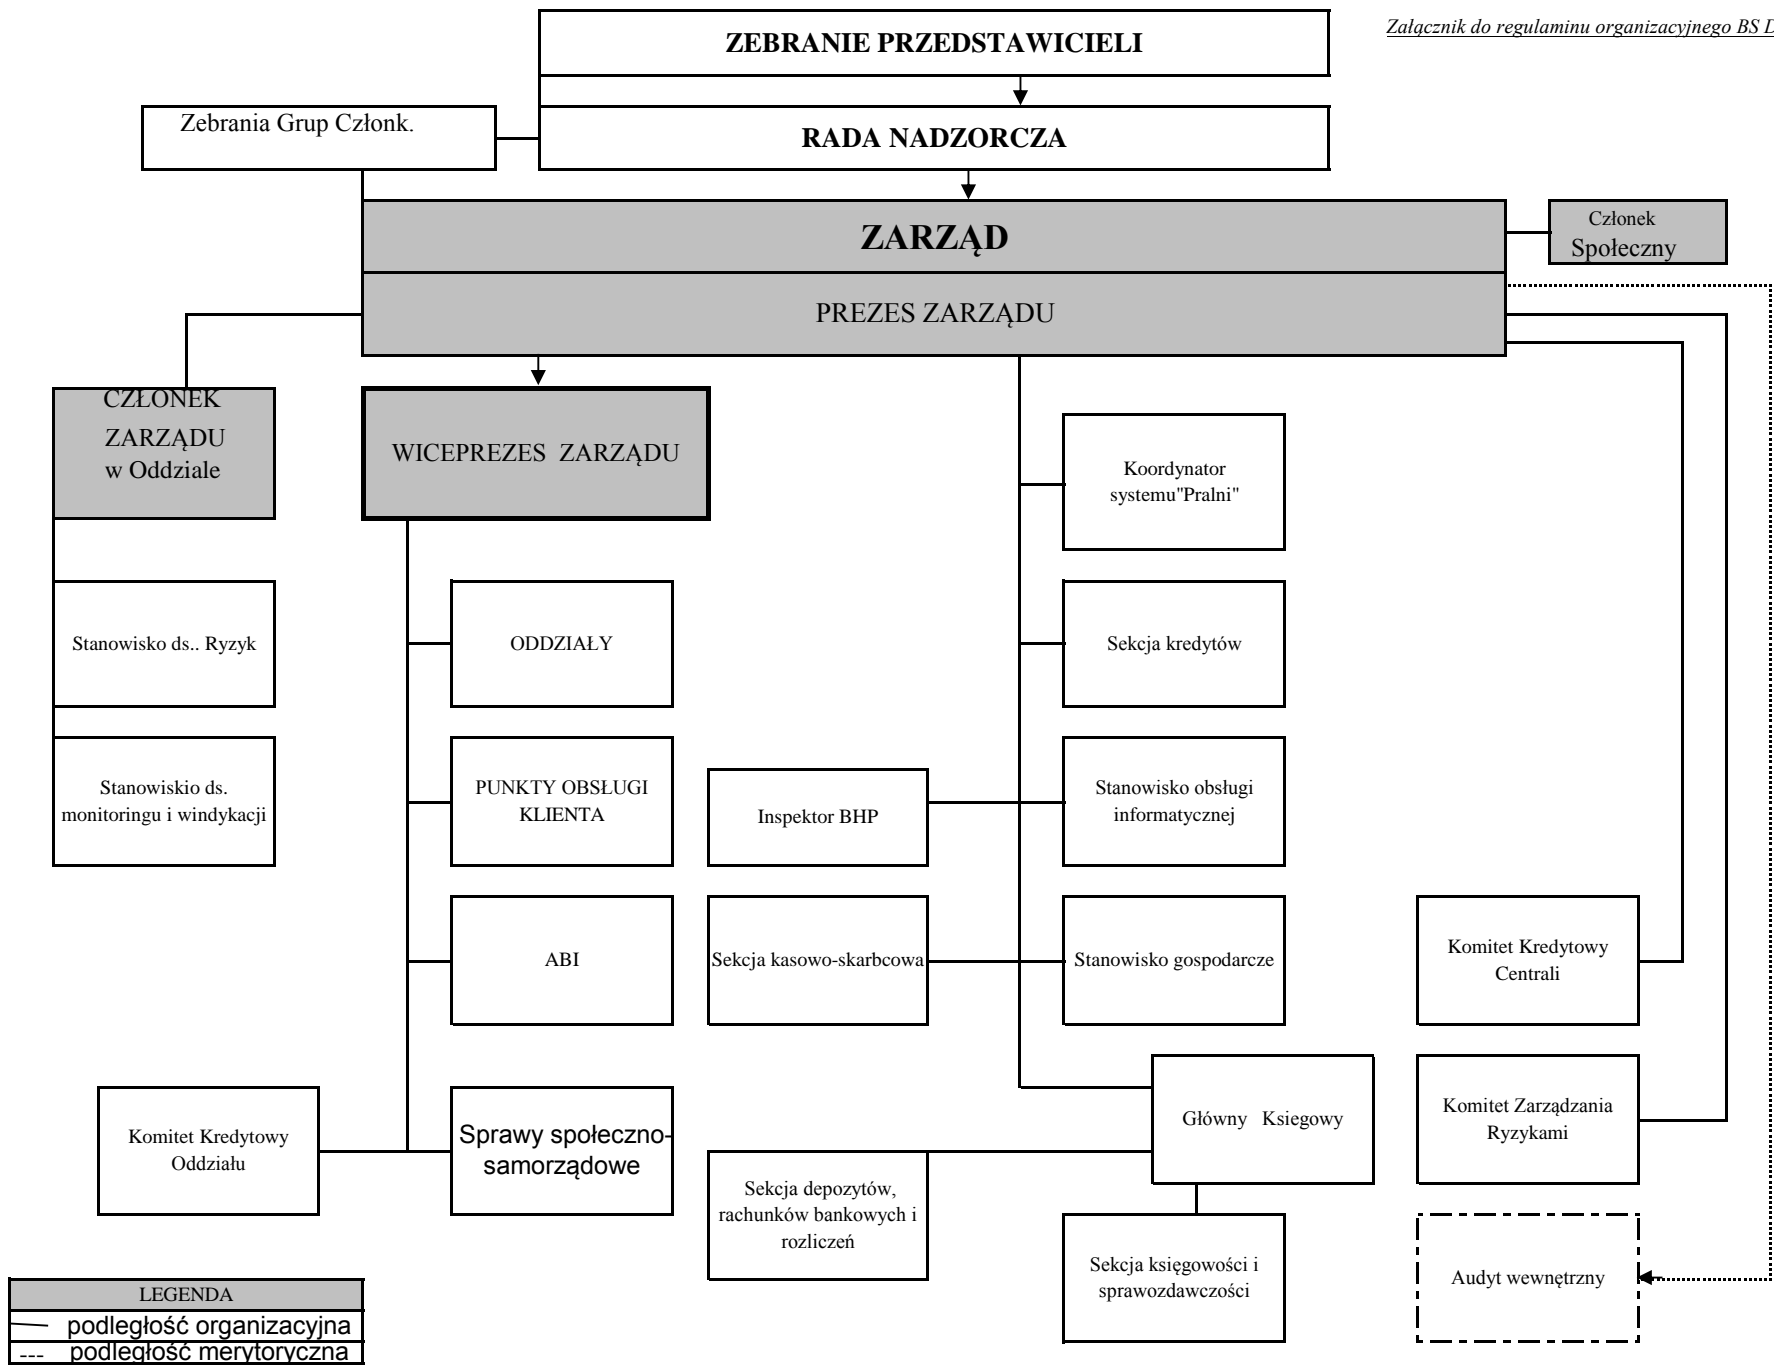 Załącznik do regulaminu organizacyjnego BS D
ZEBRANIE PRZEDSTAWICIELI
Zebrania Grup Członk.
RADA NADZORCZA
ZARZĄD
Członek
Społeczny
PREZES ZARZĄDU
CZŁONEK
ZARZĄDU
w Oddziale
WICEPREZES ZARZĄDU
Koordynator
systemu"Pralni"
Stanowisko ds.. Ryzyk
ODDZIAŁY
Sekcja kredytów
Stanowiskio ds.
monitoringu i windykacji
PUNKTY OBSŁUGI
KLIENTA
Inspektor BHP
Stanowisko obsługi
informatycznej
ABI
Sekcja kasowo-skarbcowa
Stanowisko gospodarcze
Komitet Kredytowy
Centrali
Komitet Kredytowy
Oddziału
Sprawy społeczno-
samorządowe
Główny Ksiegowy
Komitet Zarządzania
Ryzykami
Sekcja depozytów,
rachunków bankowych i
rozliczeń
Sekcja księgowości i
sprawozdawczości
Audyt wewnętrzny
LEGENDA
podległość organizacyjna
--- podległość merytoryczna